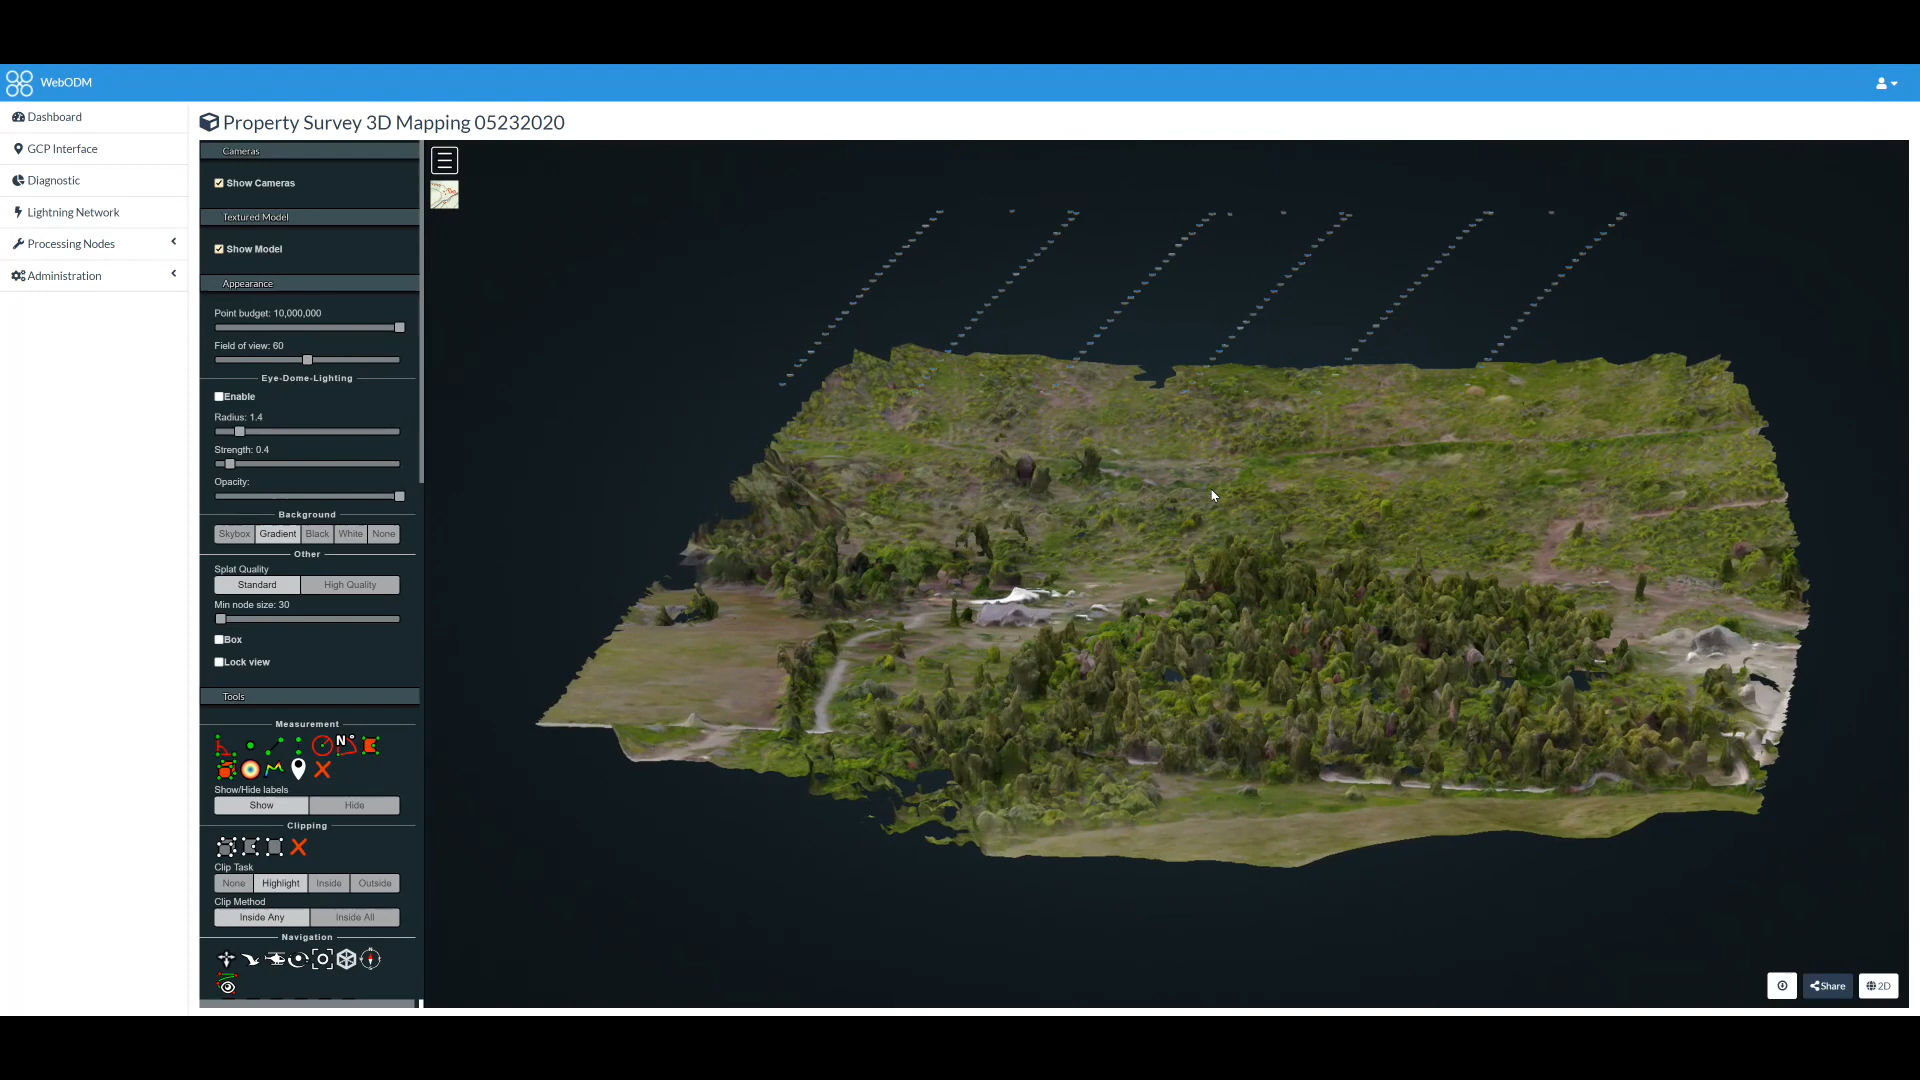 WebODM
Dashboard
GCP Interface
Diagnostic
Lightning Network
Processing Nodes
Administration
Property Survey 3D Mapping 05232020
Cameras
Show Cameras
Textured Model
Show Model
Appearance
Point budget: 10,000,000
Field of view: 60
Eye-Dome-Lighting
Enable
Radius: 1.4
Strength: 0.4
Opacity:
Background
Skybox Gradient Black White None
Other
Splat Quality
Standard High Quality
Min node size: 30
Box
Lock view
Tools
Measurement
N
Show/Hide labels
Show Hide
Clipping
Clip Task
None Highlight Inside Outside
Clip Method
Inside Any Inside All
Navigation
Share 2D